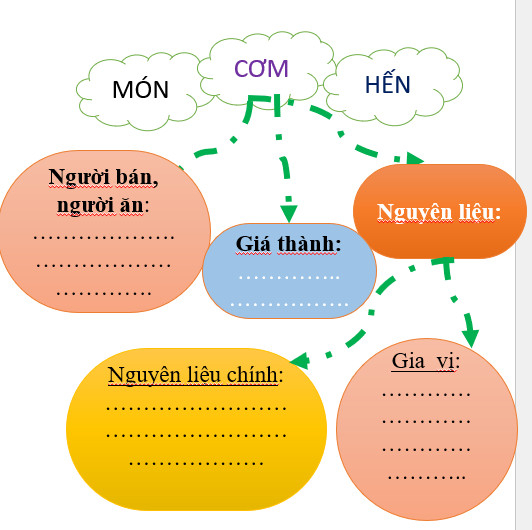 MÓN
CƠM
HẾN
Người bán,
người ăn:
……………….
………………
………….
Giá thành:
…………..
…………….
Nguyên liệu:
Nguyên liệu chính:
……………………
……………………
………………
Gia vị:
…………
…………
…………
………..